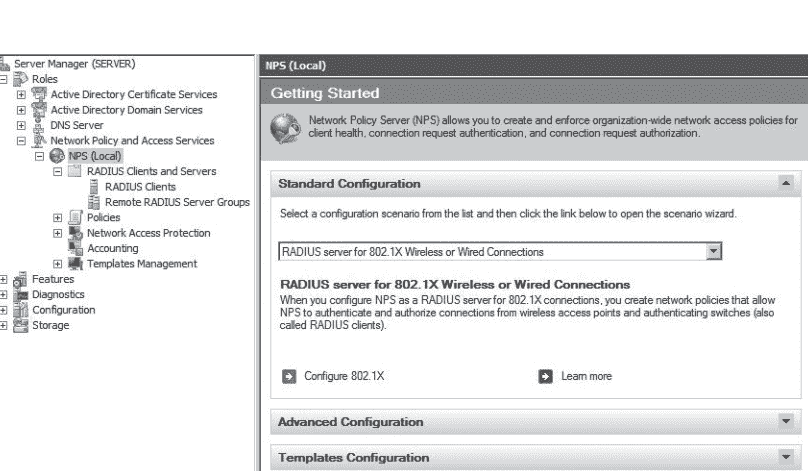 Server Manager (SERVER)
Roles
Active Directory Certificate Services
Active Directory Domain Services
DNS Server
Network Policy and Access Services
NPS (Local)
RADIUS Clients and Servers
RADIUS Clients
Remote RADIUS Server Groups
Policies
Network Access Protection
Accounting
Templates Management
Features
Diagnostics
Configuration
Storage
NPS (Local)
Getting Started
Network Policy Server (NPS) allows you to create and enforce organization-wide network access policies for
client health, connection request authentication, and connection request authorization.
Standard Configuration
Select a configuration scenario from the list and then click the link below to open the scenario wizard.
RADIUS server for 802.1X Wireless or Wired Connections
RADIUS server for 802.1X Wireless or Wired Connections
When you configure NPS as a RADIUS server for 802.1X connections, you create network policies that allow
NPS to authenticate and authorize connections from wireless access points and authenticating switches (also
called RADIUS clients).
Configure 802.1X
Learn more
Advanced Configuration
Templates Configuration